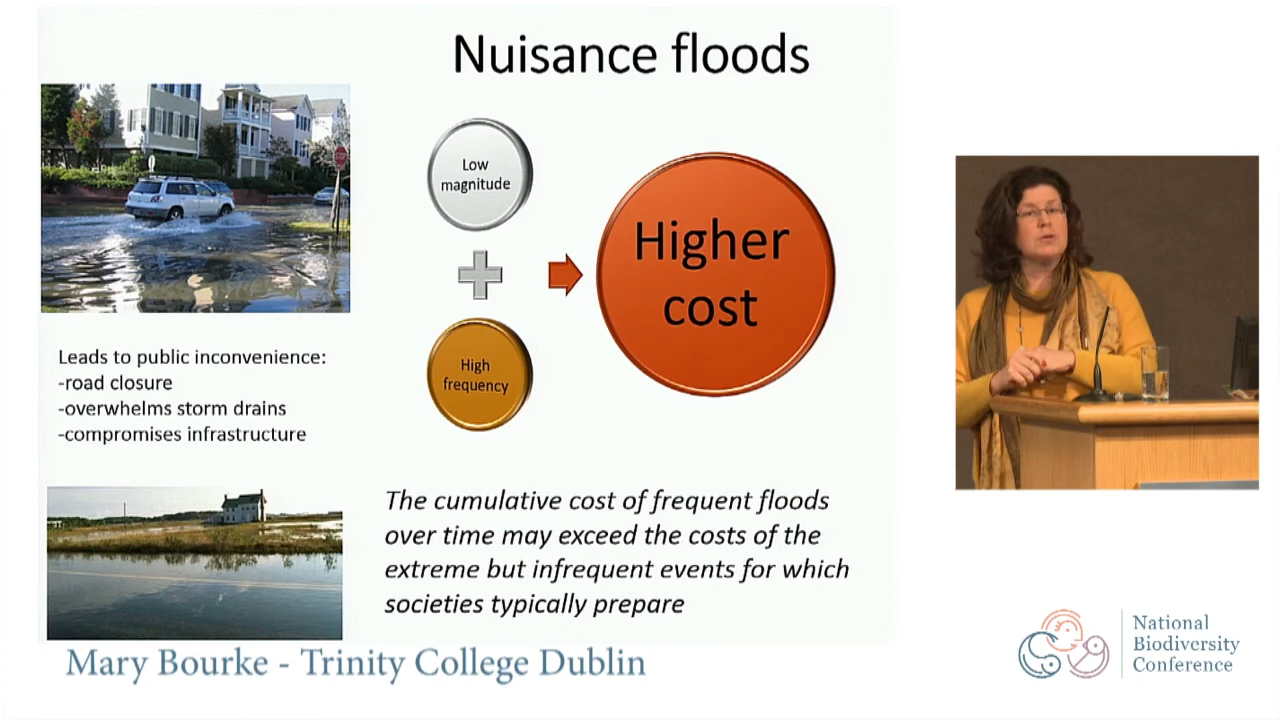 Nuisance floods
Low
magnitude
High
frequency
Higher
cost
Leads to public inconvenience:
-road closure
-overwhelms storm drains
-compromises infrastructure
The cumulative cost of frequent floods
over time may exceed the costs of the
extreme but infrequent events for which
societies typically prepare
Mary Bourke - Trinity College Dublin
National
Biodiversity
Conference